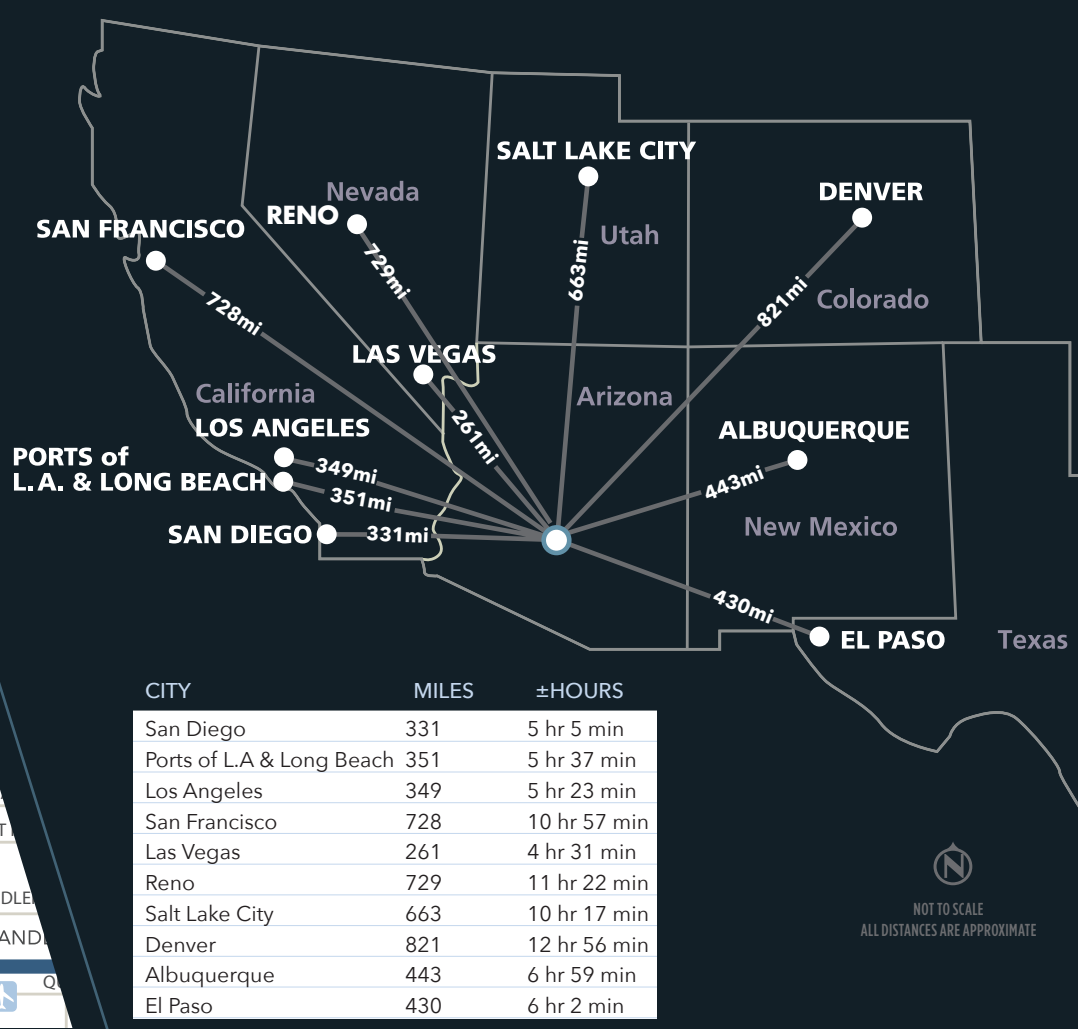 SALT LAKE CITY
Nevada
DENVER
RENO
SAN FRANCISCO
Utah
729mi
663mi
821mi
Colorado
728mi
LAS VEGAS
California
Arizona
261mi
LOS ANGELES
ALBUQUERQUE
PORTS of
L.A. & LONG BEACH
349mi
351mi
443mi
SAN DIEGO
331mi
New Mexico
430mi
EL PASO
Texas
CITY MILES ±HOURS
San Diego 331 5 hr 5 min
Ports of L.A & Long Beach 351 5 hr 37 min
Los Angeles 349 5 hr 23 min
San Francisco 728 10 hr 57 min
Las Vegas 261 4 hr 31 min
Reno 729 11 hr 22 min
Salt Lake City 663 10 hr 17 min
Denver 821 12 hr 56 min
Albuquerque 443 6 hr 59 min
El Paso 430 6 hr 2 min
N
NOT TO SCALE
ALL DISTANCES ARE APPROXIMATE